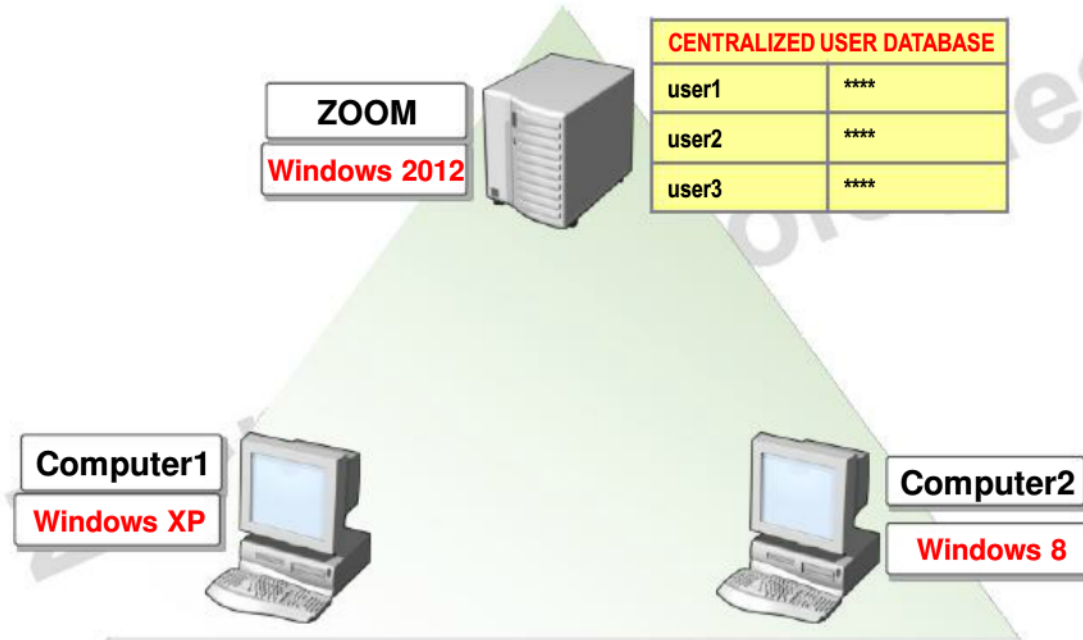 CENTRALIZED USER DATABASE
user1 ****
user2 ****
user3 ****
ZOOM
Windows 2012
Computer1
Windows XP
Computer2
Windows 8